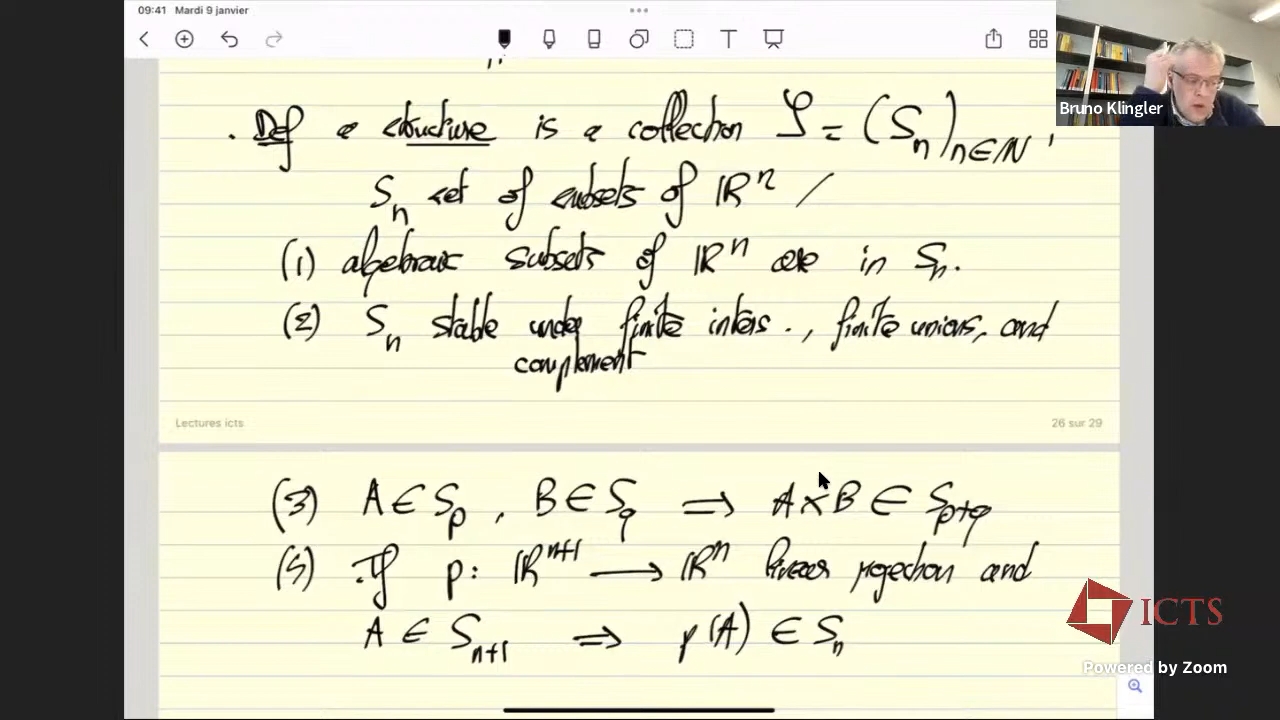 09:41 Mardi 9 janvier
Bruno Klingler
. Def a structure is a collection 𝒮 = (Sₙ)ₙ∈ℕ ,
Sₙ set of subsets of ℝⁿ /
(1) algebraic subsets of ℝⁿ are in Sₙ.
(2) Sₙ stable under finite inters . , finite unions, and
complement
Lectures icts
26 sur 29
(3) A ∈ Sₚ , B ∈ S_q ⇒ A × B ∈ S_{p+q}
If p : ℝⁿ⁺¹ ⟶ ℝⁿ linear projection and
A ∈ Sₙ₊₁ ⇒ p(A) ∈ Sₙ
ICTS
Powered by Zoom